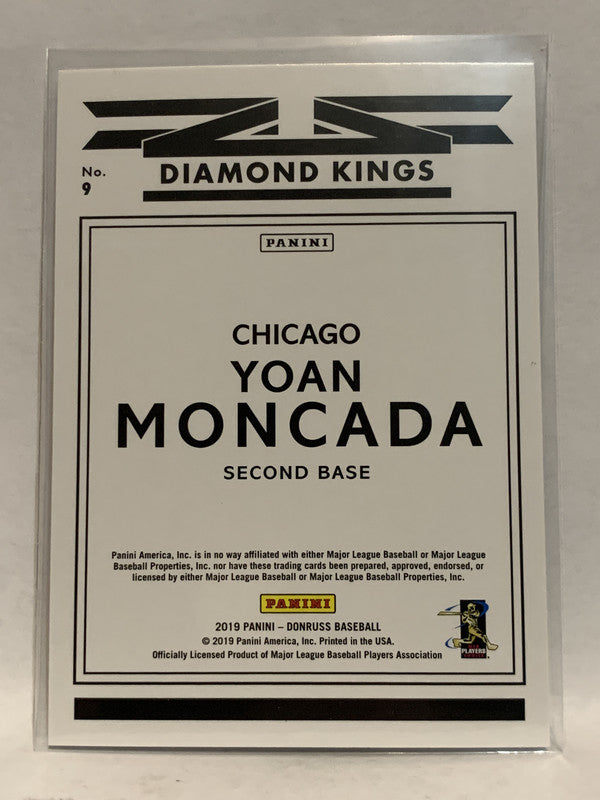 DIAMOND KINGS
No.
9
PANINI
CHICAGO
YOAN
MONCADA
SECOND BASE
Panini America, Inc. is in no way affiliated with either Major League Baseball or Major League
Baseball Properties, Inc. nor have these trading cards been prepared, approved, endorsed, or
licensed by either Major League Baseball or Major League Baseball Properties, Inc.
PANINI
2019 PANINI – DONRUSS BASEBALL
© 2019 Panini America, Inc. Printed in the USA.
Officially Licensed Product of Major League Baseball Players Association
PLAYERS